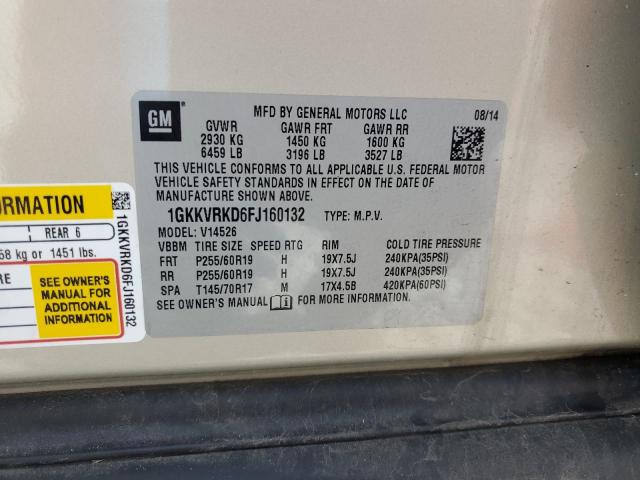 GM
MFD BY GENERAL MOTORS LLC 08/14
GVWR GAWR FRT GAWR RR
2930 KG 1450 KG 1600 KG
6459 LB 3196 LB 3527 LB
THIS VEHICLE CONFORMS TO ALL APPLICABLE U.S. FEDERAL MOTOR
VEHICLE SAFETY STANDARDS IN EFFECT ON THE DATE OF
MANUFACTURE SHOWN ABOVE.
1GKKVRKD6FJ160132 TYPE: M.P.V.
MODEL: V14526
VBBM TIRE SIZE SPEED RTG RIM COLD TIRE PRESSURE
FRT P255/60R19 H 19X7.5J 240KPA(35PSI)
RR P255/60R19 H 19X7.5J 240KPA(35PSI)
SPA T145/70R17 M 17X4.5B 420KPA(60PSI)
SEE OWNER'S MANUAL FOR MORE INFORMATION.
ORMATION
REAR 6
58 kg or 1451 lbs.
RE
SEE OWNER'S
MANUAL FOR
ADDITIONAL
INFORMATION
1GKKVRKD6FJ160132